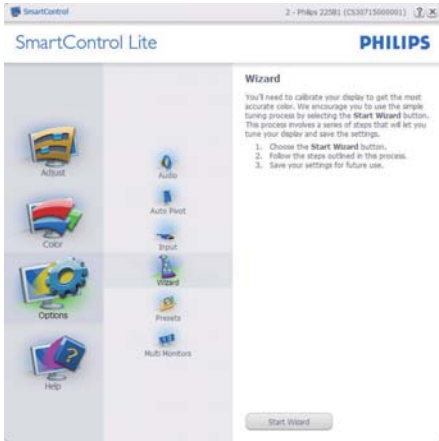 SmartControl
2 - Philips 225B1 (CS30715000001)
SmartControl Lite
PHILIPS
Adjust
Color
Options
Help
Audio
Auto Pivot
Input
Wizard
Presets
Multi Monitors
Wizard
You'll need to calibrate your display to get the most
accurate color. We encourage you to use the simple
tuning process by selecting the Start Wizard button.
This process involves a series of steps that will let you
tune your display and save the settings.
1. Choose the Start Wizard button.
2. Follow the steps outlined in this process.
3. Save your settings for future use.
Start Wizard